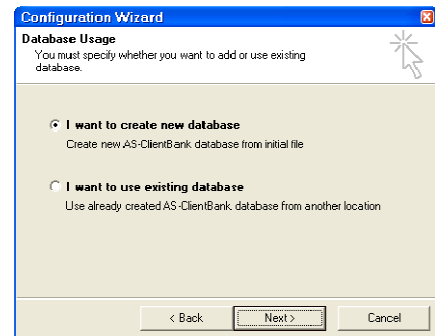 Configuration Wizard
Database Usage
You must specify whether you want to add or use existing
database.
I want to create new database
Create new AS-ClientBank database from initial file
I want to use existing database
Use already created AS-ClientBank database from another location
< Back
Next >
Cancel